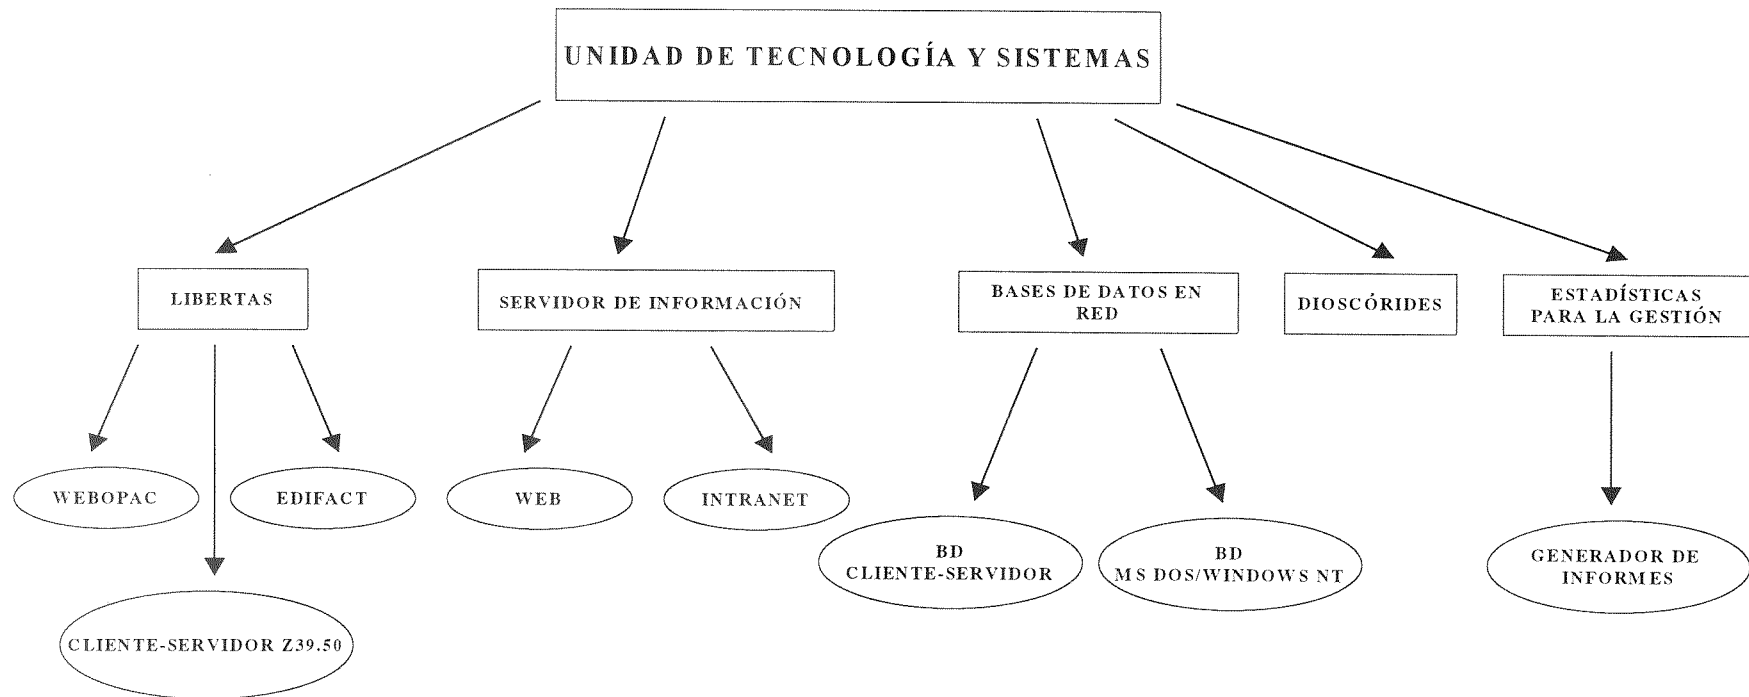 UNIDAD DE TECNOLOGÍA Y SISTEMAS
LIBERTAS
SERVIDOR DE INFORMACIÓN
BASES DE DATOS EN
RED
DIOSCÓRIDES
ESTADÍSTICAS
PARA LA GESTIÓN
WEBOPAC
EDIFACT
WEB
INTRANET
BD
CLIENTE-SERVIDOR
BD
MS DOS/WINDOWS NT
GENERADOR DE
INFORMES
CLIENTE-SERVIDOR Z39.50